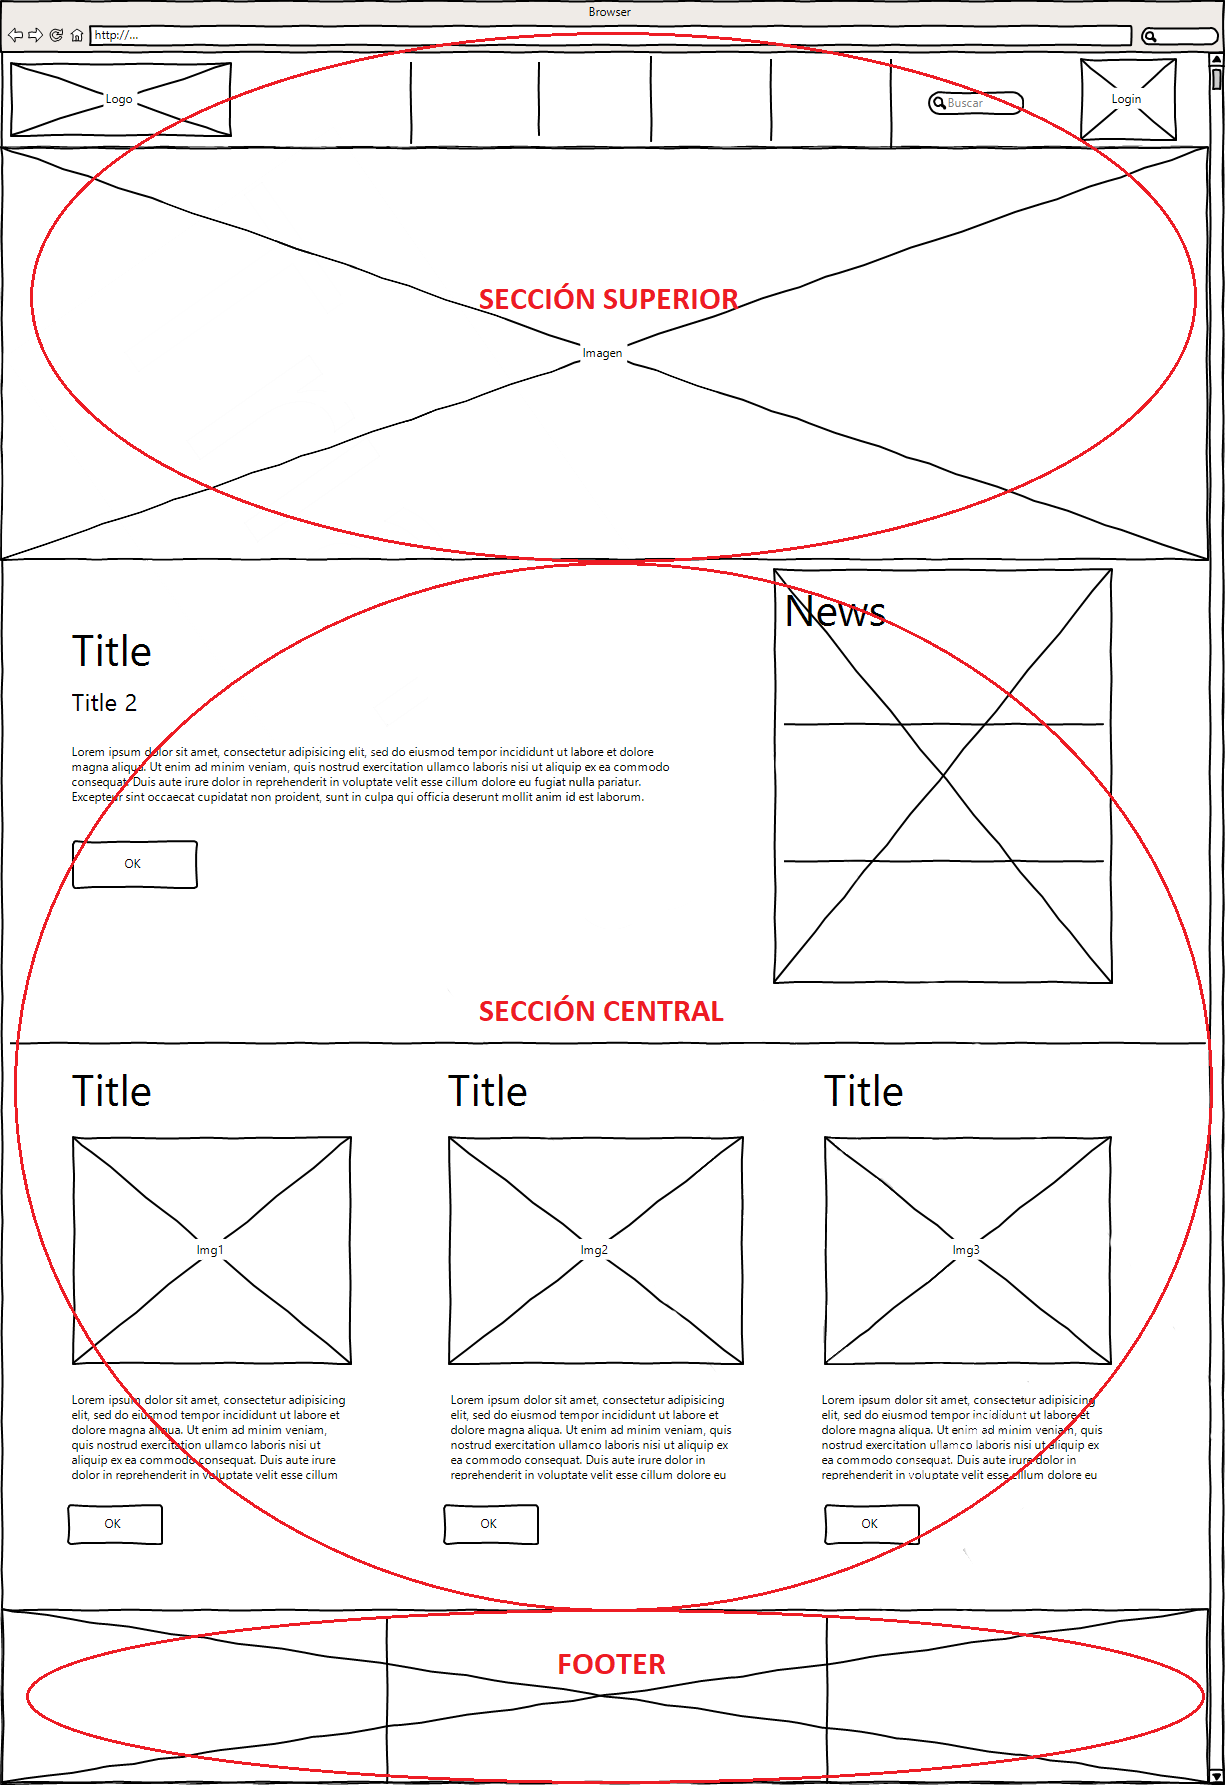 Browser
http://...
Logo
Buscar
Login
SECCIÓN SUPERIOR
Imagen
News
Title
Title 2
Lorem ipsum dolor sit amet, consectetur adipisicing elit, sed do eiusmod tempor incididunt ut labore et dolore
magna aliqua. Ut enim ad minim veniam, quis nostrud exercitation ullamco laboris nisi ut aliquip ex ea commodo
consequat. Duis aute irure dolor in reprehenderit in voluptate velit esse cillum dolore eu fugiat nulla pariatur.
Excepteur sint occaecat cupidatat non proident, sunt in culpa qui officia deserunt mollit anim id est laborum.
OK
SECCIÓN CENTRAL
Title
Img1
Lorem ipsum dolor sit amet, consectetur adipisicing
elit, sed do eiusmod tempor incididunt ut labore et
dolore magna aliqua. Ut enim ad minim veniam,
quis nostrud exercitation ullamco laboris nisi ut
aliquip ex ea commodo consequat. Duis aute irure
dolor in reprehenderit in voluptate velit esse cillum
OK
Title
Img2
Lorem ipsum dolor sit amet, consectetur adipisicing
elit, sed do eiusmod tempor incididunt ut labore et
dolore magna aliqua. Ut enim ad minim veniam, quis
nostrud exercitation ullamco laboris nisi ut aliquip ex
ea commodo consequat. Duis aute irure dolor in
reprehenderit in voluptate velit esse cillum dolore eu
OK
Title
Img3
Lorem ipsum dolor sit amet, consectetur adipisicing
elit, sed do eiusmod tempor incididunt ut labore et
dolore magna aliqua. Ut enim ad minim veniam, quis
nostrud exercitation ullamco laboris nisi ut aliquip ex
ea commodo consequat. Duis aute irure dolor in
reprehenderit in voluptate velit esse cillum dolore eu
OK
FOOTER